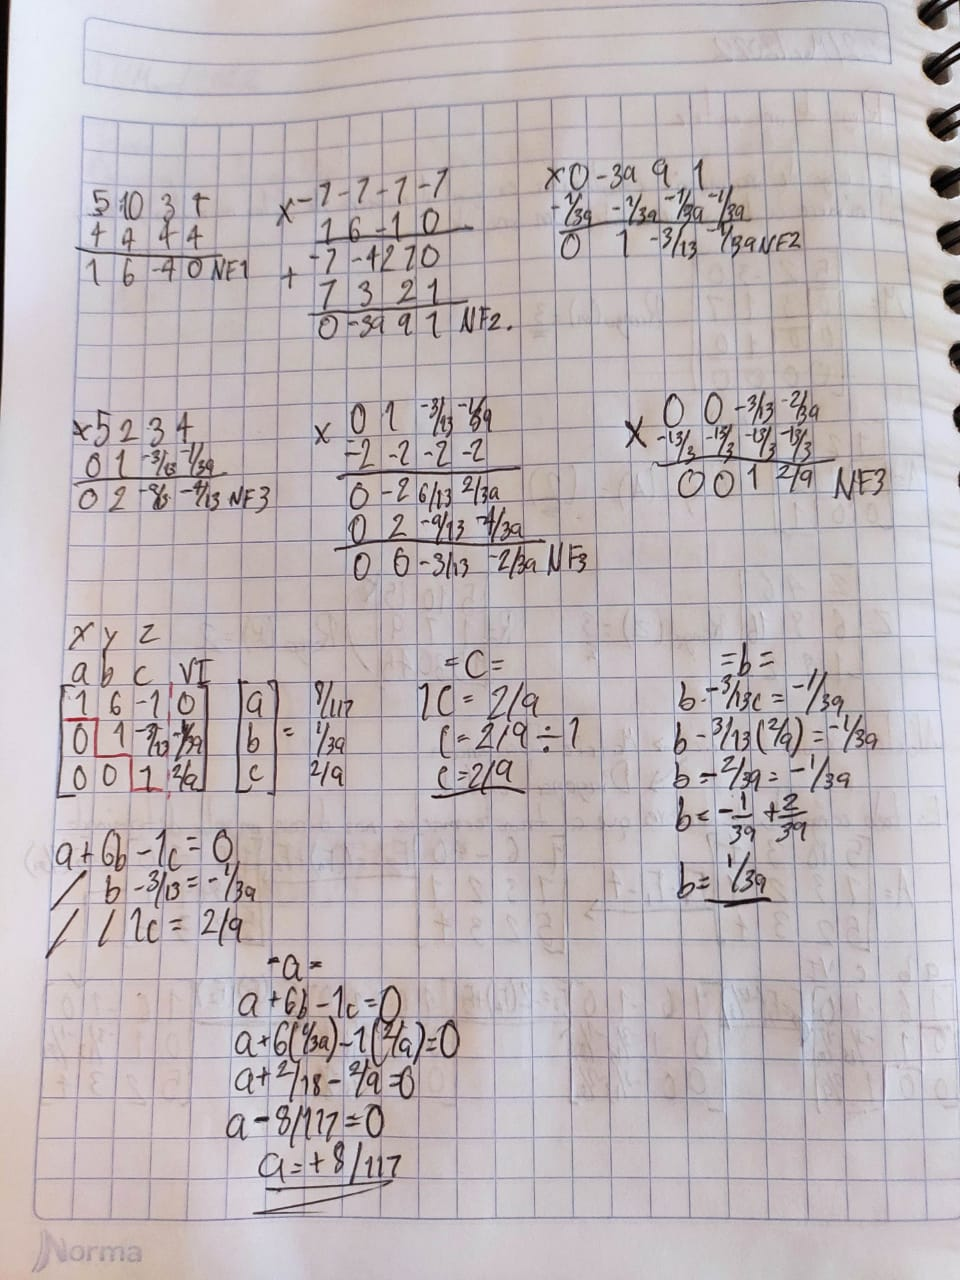 5 10 3 4
4 4 4 4
1 6 -4 0 NF1
x -7 -7 -7 -7
1 6 -1 0
+ -7 -42 7 0
7 3 2 1
0 -39 9 1 NF2.
x 0 -39 9 1
-1/39 -1/39 -1/39 -1/39
0 1 -3/13 -1/39 NF2
x 5 2 3 4
0 1 -3/13 -1/39
0 2 -4/13 NF3
x 0 1 -3/13 -1/39
-2 -2 -2 -2
0 -2 6/13 2/39
0 2 -9/13 -4/39
0 0 -3/13 -2/39 NF3
x 0 0 -3/13 -2/39
-13/3 -13/3 -13/3 -13/3
0 0 1 2/9 NF3
x y z
a b c VI
1 6 -1 0
0 1 -3/13 -1/39
0 0 1 2/9
a 8/117
b = 1/39
c 2/9
= C =
1C = 2/9
C = 2/9 ÷ 1
C = 2/9
= b =
b - 3/13c = -1/39
b - 3/13(2/9) = -1/39
b = -2/39 = -1/39
b = -1/39 + 2/39
b = 1/39
a + 6b - 1c = 0
/ b - 3/13 = -1/39
/ / 1c = 2/9
- a -
a + 6b - 1c = 0
a + 6(1/39) - 1(2/9) = 0
a + 2/18 - 2/9 = 0
a - 8/117 = 0
a = + 8/117
Norma